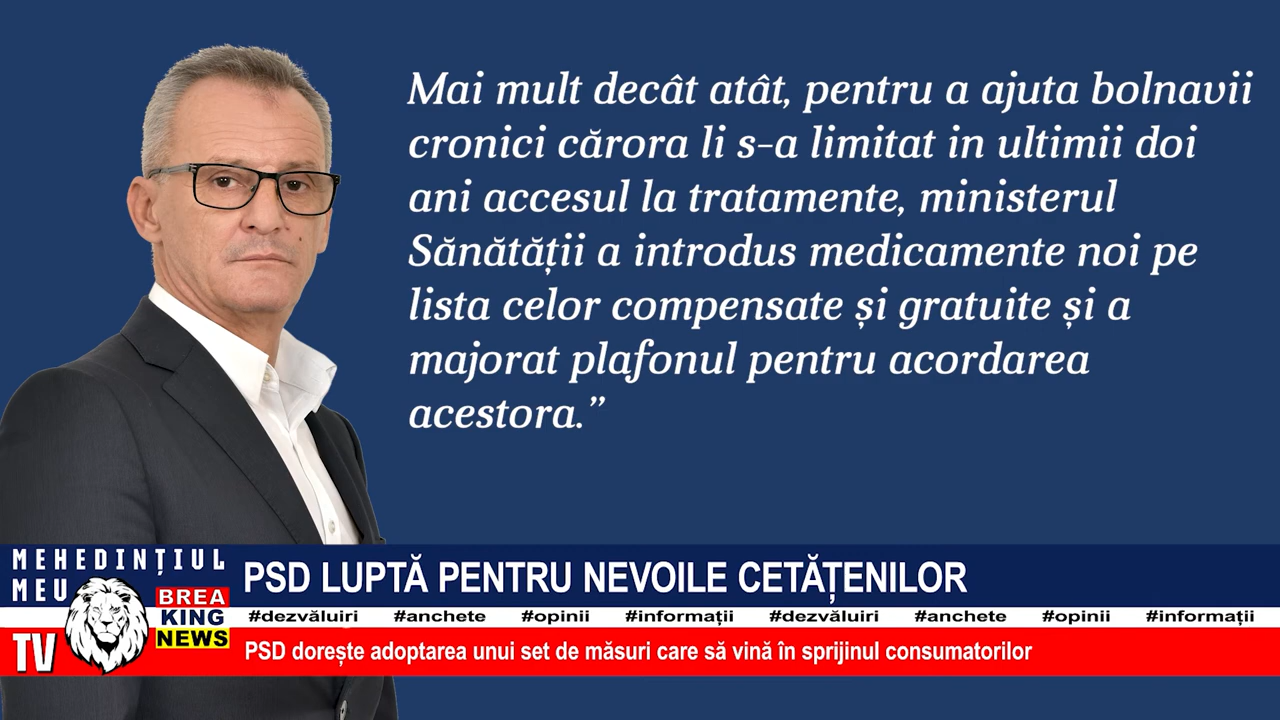 Mai mult decât atât, pentru a ajuta bolnavii
cronici cărora li s-a limitat in ultimii doi
ani accesul la tratamente, ministerul
Sănătății a introdus medicamente noi pe
lista celor compensate și gratuite și a
majorat plafonul pentru acordarea
acestora.”
MEHEDINȚIUL
MEU
TV
BREA
KING
NEWS
PSD LUPTĂ PENTRU NEVOILE CETĂȚENILOR
#dezvăluiri #anchete #opinii #informații #dezvăluiri #anchete #opinii #informații
PSD dorește adoptarea unui set de măsuri care să vină în sprijinul consumatorilor